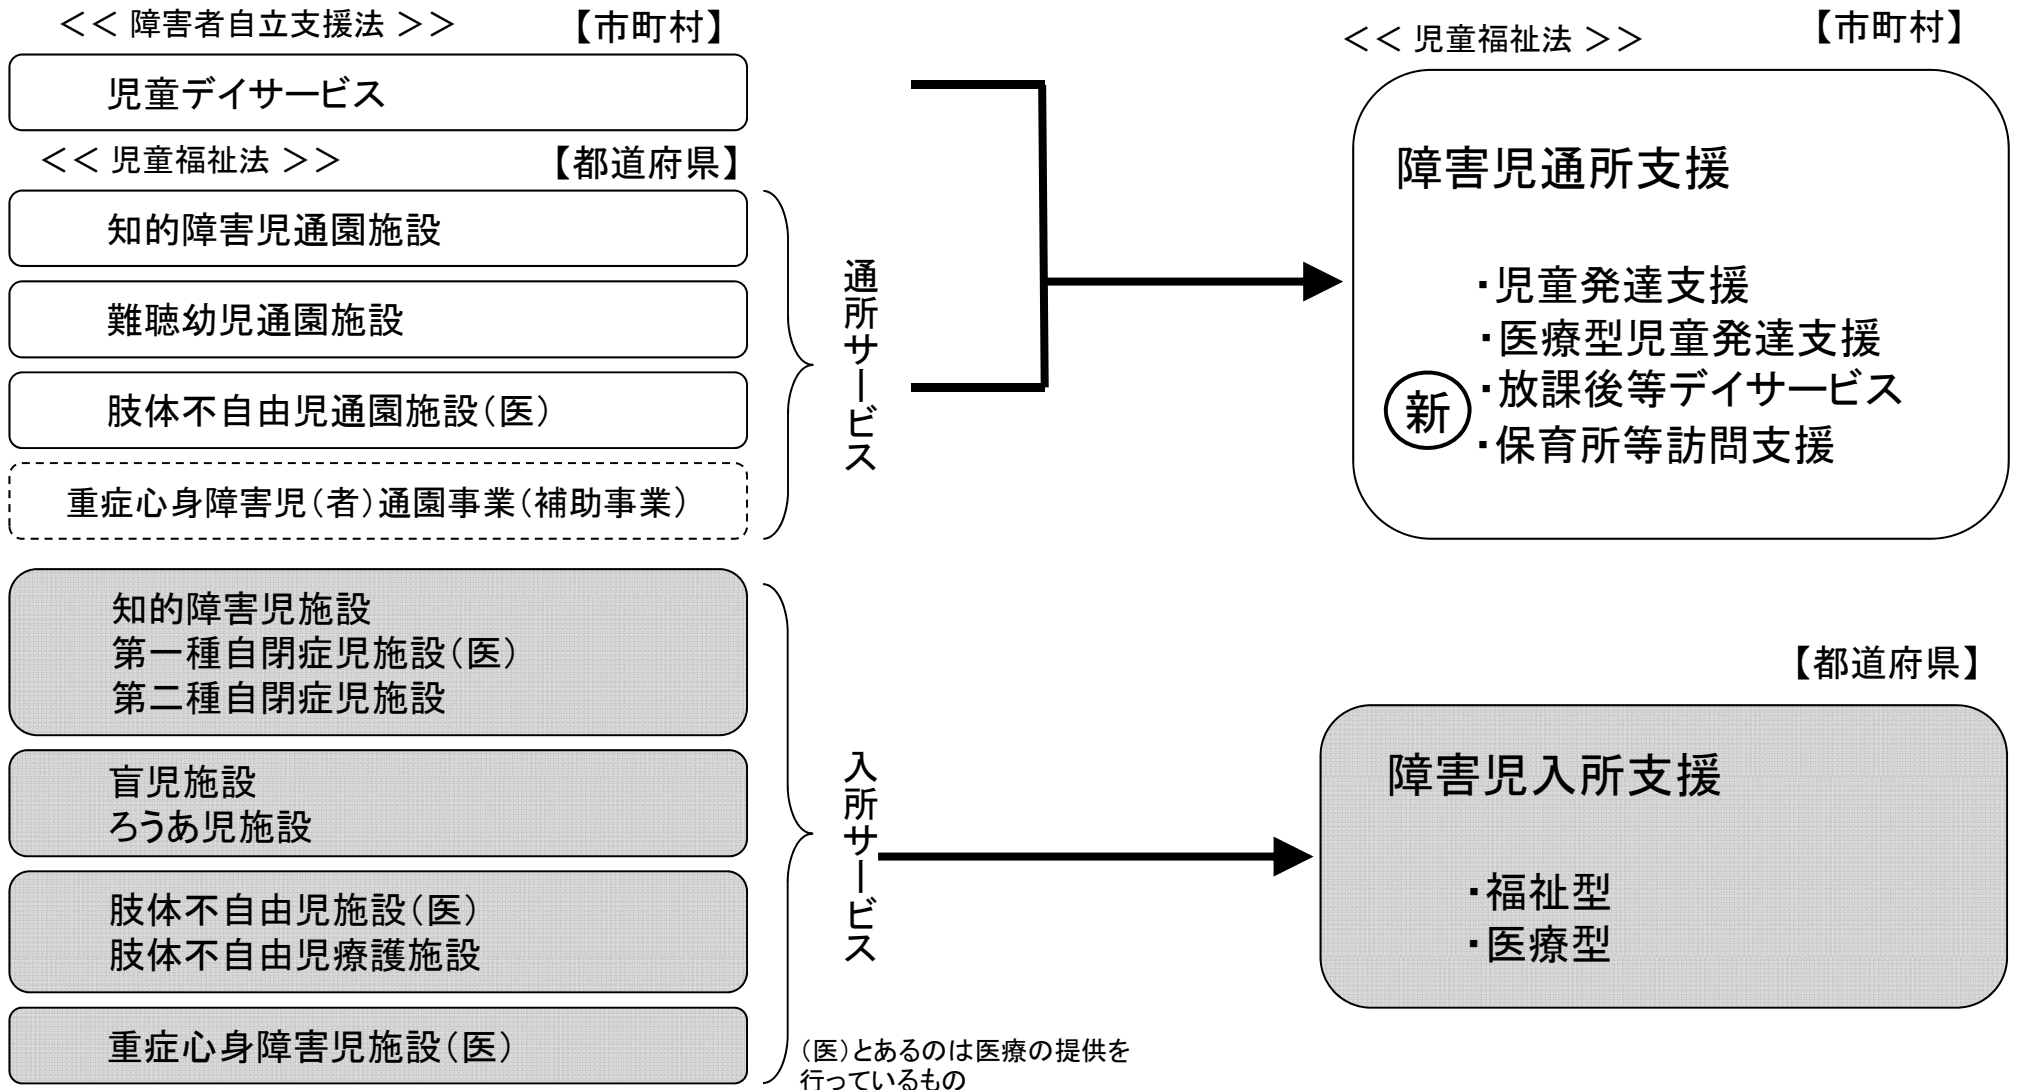 << 障害者自立支援法 >>
【市町村】
児童デイサービス
<< 児童福祉法 >>
【都道府県】
知的障害児通園施設
難聴幼児通園施設
肢体不自由児通園施設(医)
重症心身障害児(者)通園事業(補助事業)
通所サービス
知的障害児施設
第一種自閉症児施設(医)
第二種自閉症児施設
盲児施設
ろうあ児施設
肢体不自由児施設(医)
肢体不自由児療護施設
重症心身障害児施設(医)
入所サービス
(医)とあるのは医療の提供を
行っているもの
<< 児童福祉法 >>
【市町村】
障害児通所支援
・児童発達支援
・医療型児童発達支援
・放課後等デイサービス
新
・保育所等訪問支援
【都道府県】
障害児入所支援
・福祉型
・医療型